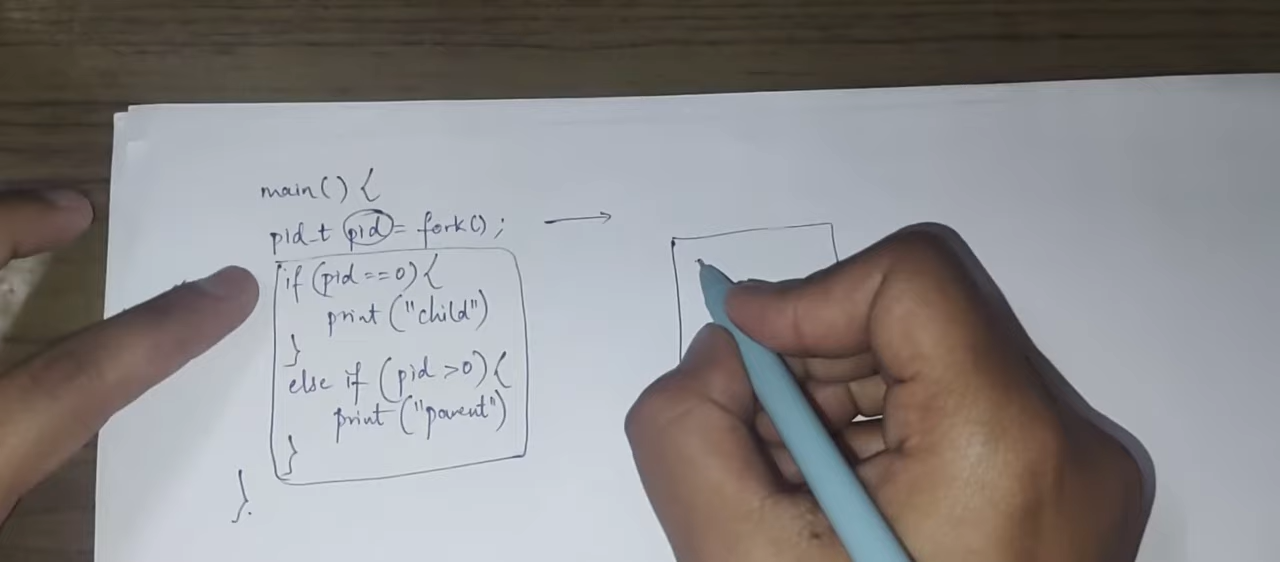 main() {
pid_t pid = fork();
if (pid==0) {
print ("child")
}
else if (pid >0) {
print ("parent")
}
}.